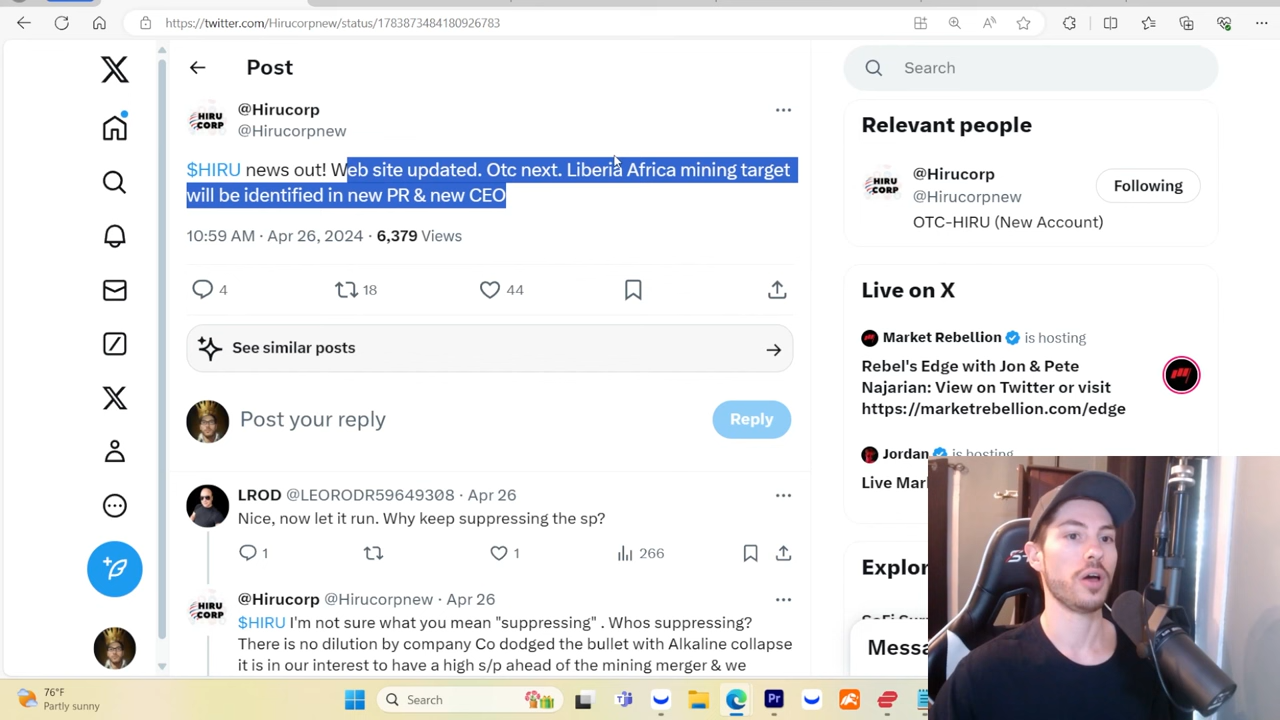 https://twitter.com/Hirucorpnew/status/1783873484180926783
Post
@Hirucorp
@Hirucorpnew
$HIRU news out! Web site updated. Otc next. Liberia Africa mining target
will be identified in new PR & new CEO
10:59 AM · Apr 26, 2024 · 6,379 Views
4
18
44
See similar posts
Post your reply
Reply
LROD @LEORODR59649308 · Apr 26
Nice, now let it run. Why keep suppressing the sp?
1
1
266
@Hirucorp @Hirucorpnew · Apr 26
$HIRU I'm not sure what you mean "suppressing" . Whos suppressing?
There is no dilution by company Co dodged the bullet with Alkaline collapse
it is in our interest to have a high s/p ahead of the mining merger & we
Search
Relevant people
HIRU CORP
@Hirucorp
@Hirucorpnew
Following
OTC-HIRU (New Account)
Live on X
Market Rebellion is hosting
Rebel's Edge with Jon & Pete
Najarian: View on Twitter or visit
https://marketrebellion.com/edge
Jordan is hosting
Live Mar
Explor
Messa
76°F
Partly sunny
Search